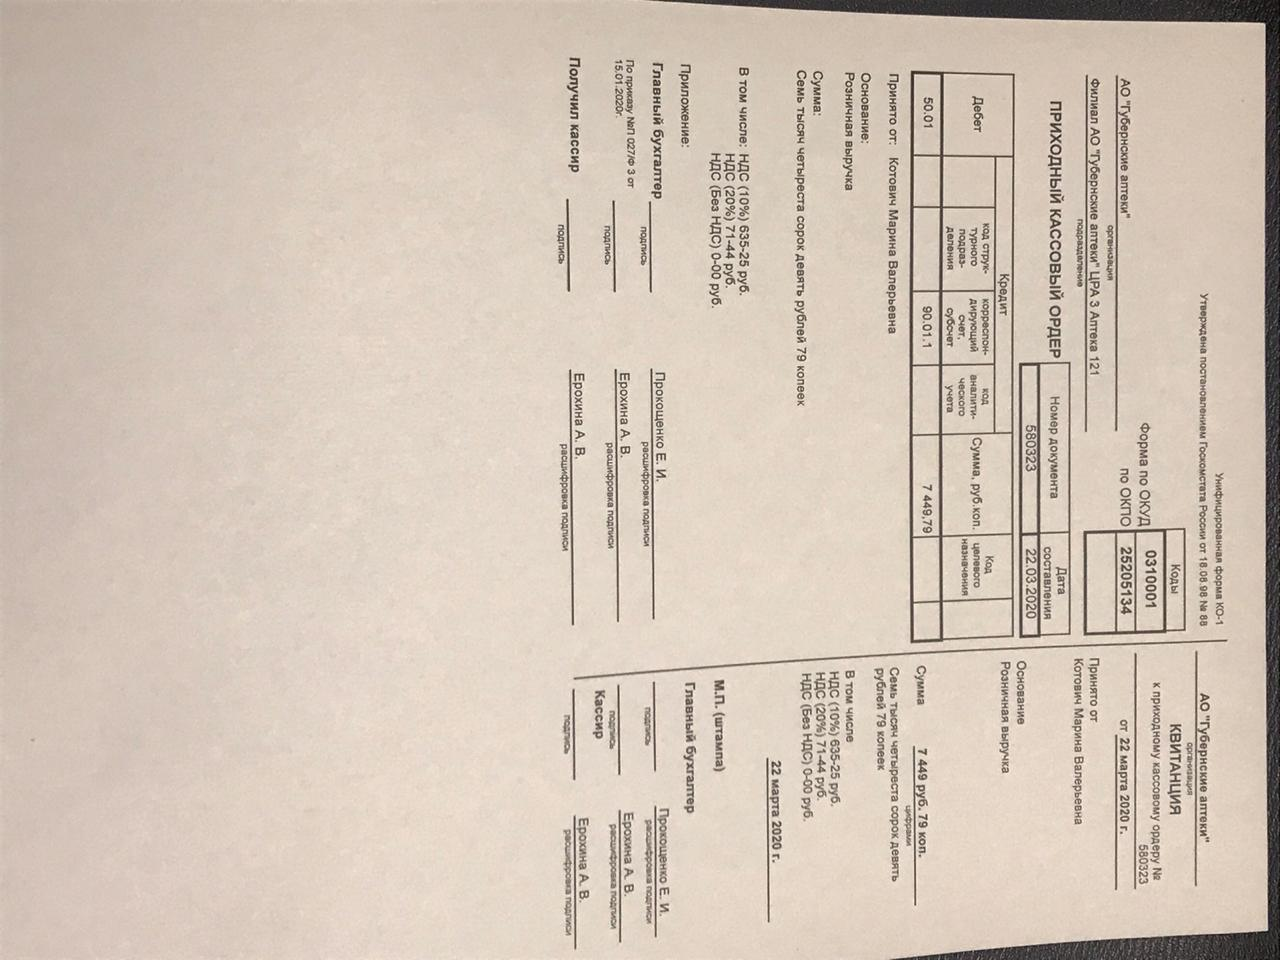 Унифицированная форма КО-1
Утверждена постановлением Госкомстата России от 18.08.98 № 88
Коды
Форма по ОКУД 0310001
АО "Губернские аптеки" по ОКПО 25205134
организация
Филиал АО "Губернские аптеки" ЦРА 3 Аптека 121
подразделение
Номер документа
Дата составления
ПРИХОДНЫЙ КАССОВЫЙ ОРДЕР 580323 22.03.2020
Дебет
Кредит
код струк-
турного
подраз-
деления
корреспон-
дирующий
счет,
субсчет
код
аналити-
ческого
учета
Сумма, руб.коп.
Код
целевого
назначения
50.01 90.01.1 7 449,79
Принято от: Котович Марина Валерьевна
Основание:
Розничная выручка
Сумма:
Семь тысяч четыреста сорок девять рублей 79 копеек
В том числе: НДС (10%) 635-25 руб.
НДС (20%) 71-44 руб.
НДС (Без НДС) 0-00 руб.
Приложение:
Главный бухгалтер Прокощенко Е. И.
подпись расшифровка подписи
По приказу №П 027/Ф 3 от
15.01.2020г. Ерохина А. В.
подпись расшифровка подписи
Получил кассир Ерохина А. В.
подпись расшифровка подписи
АО "Губернские аптеки"
организация
КВИТАНЦИЯ
к приходному кассовому ордеру №
580323
от 22 марта 2020 г.
Принято от
Котович Марина Валерьевна
Основание
Розничная выручка
Сумма 7 449 руб. 79 коп.
цифрами
Семь тысяч четыреста сорок девять
рублей 79 копеек
В том числе
НДС (10%) 635-25 руб.
НДС (20%) 71-44 руб.
НДС (Без НДС) 0-00 руб.
22 марта 2020 г.
М.П. (штампа)
Главный бухгалтер
Прокощенко Е. И.
подпись расшифровка подписи
Ерохина А. В.
подпись расшифровка подписи
Кассир
Ерохина А. В.
подпись расшифровка подписи